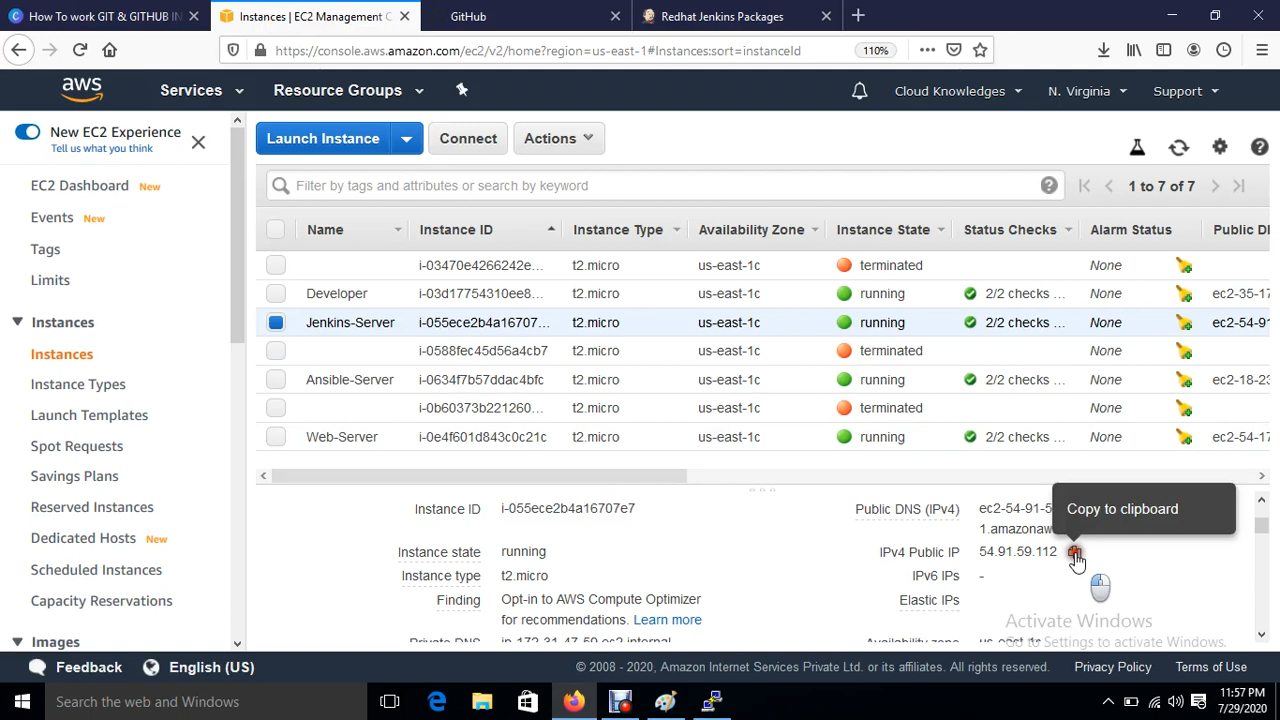 How To work GIT & GITHUB IN
Instances | EC2 Management C
GitHub
Redhat Jenkins Packages
https://console.aws.amazon.com/ec2/v2/home?region=us-east-1#Instances:sort=instanceId
110%
aws
Services
Resource Groups
Cloud Knowledges
N. Virginia
Support
New EC2 Experience
Tell us what you think
EC2 Dashboard New
Events New
Tags
Limits
Instances
Instances
Instance Types
Launch Templates
Spot Requests
Savings Plans
Reserved Instances
Dedicated Hosts New
Scheduled Instances
Capacity Reservations
Images
Launch Instance
Connect
Actions
Filter by tags and attributes or search by keyword
1 to 7 of 7
Name Instance ID Instance Type Availability Zone Instance State Status Checks Alarm Status Public D
i-03470e4266242e... t2.micro us-east-1c terminated None
Developer i-03d17754310ee8... t2.micro us-east-1c running 2/2 checks ... None ec2-35-17
Jenkins-Server i-055ece2b4a16707... t2.micro us-east-1c running 2/2 checks ... None ec2-54-91
i-0588fec45d56a4cb7 t2.micro us-east-1c terminated None
Ansible-Server i-0634f7b57ddac4bfc t2.micro us-east-1c running 2/2 checks ... None ec2-18-23
i-0b60373b221260... t2.micro us-east-1c terminated None
Web-Server i-0e4f601d843c0c21c t2.micro us-east-1c running 2/2 checks ... None ec2-54-17
Instance ID i-055ece2b4a16707e7
Public DNS (IPv4) ec2-54-91-5
1.amazonaw
Copy to clipboard
Instance state running
IPv4 Public IP 54.91.59.112
Instance type t2.micro
IPv6 IPs -
Finding Opt-in to AWS Compute Optimizer
for recommendations. Learn more
Elastic IPs
Private DNS ip-172-31-47-59.ec2.internal
Availability zone us-east-1c
Activate Windows
Go to Settings to activate Windows.
Feedback
English (US)
© 2008 - 2020, Amazon Internet Services Private Ltd. or its affiliates. All rights reserved.
Privacy Policy
Terms of Use
Search the web and Windows
11:57 PM
7/29/2020